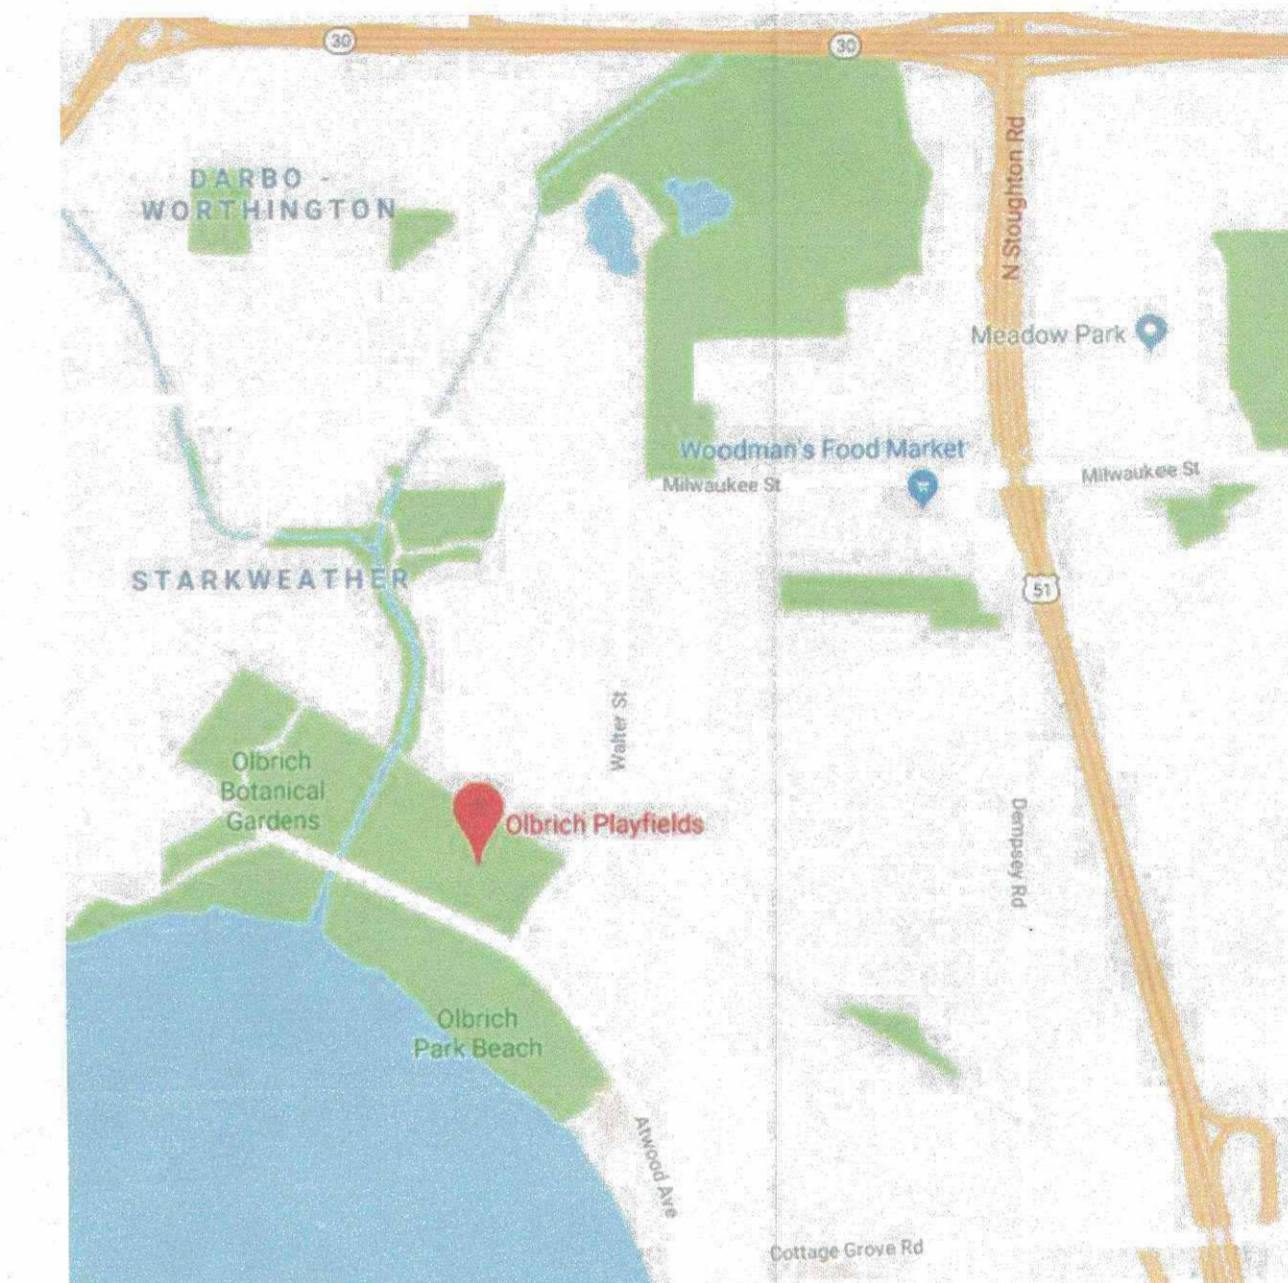 30
30
N Stoughton Rd
DARBO -
WORTHINGTON
Meadow Park
Woodman's Food Market
Milwaukee St
Milwaukee St
STARKWEATHER
51
Walter St
Olbrich
Botanical
Gardens
Olbrich Playfields
Dempsey Rd
Olbrich
Park Beach
Atwood Ave
Cottage Grove Rd